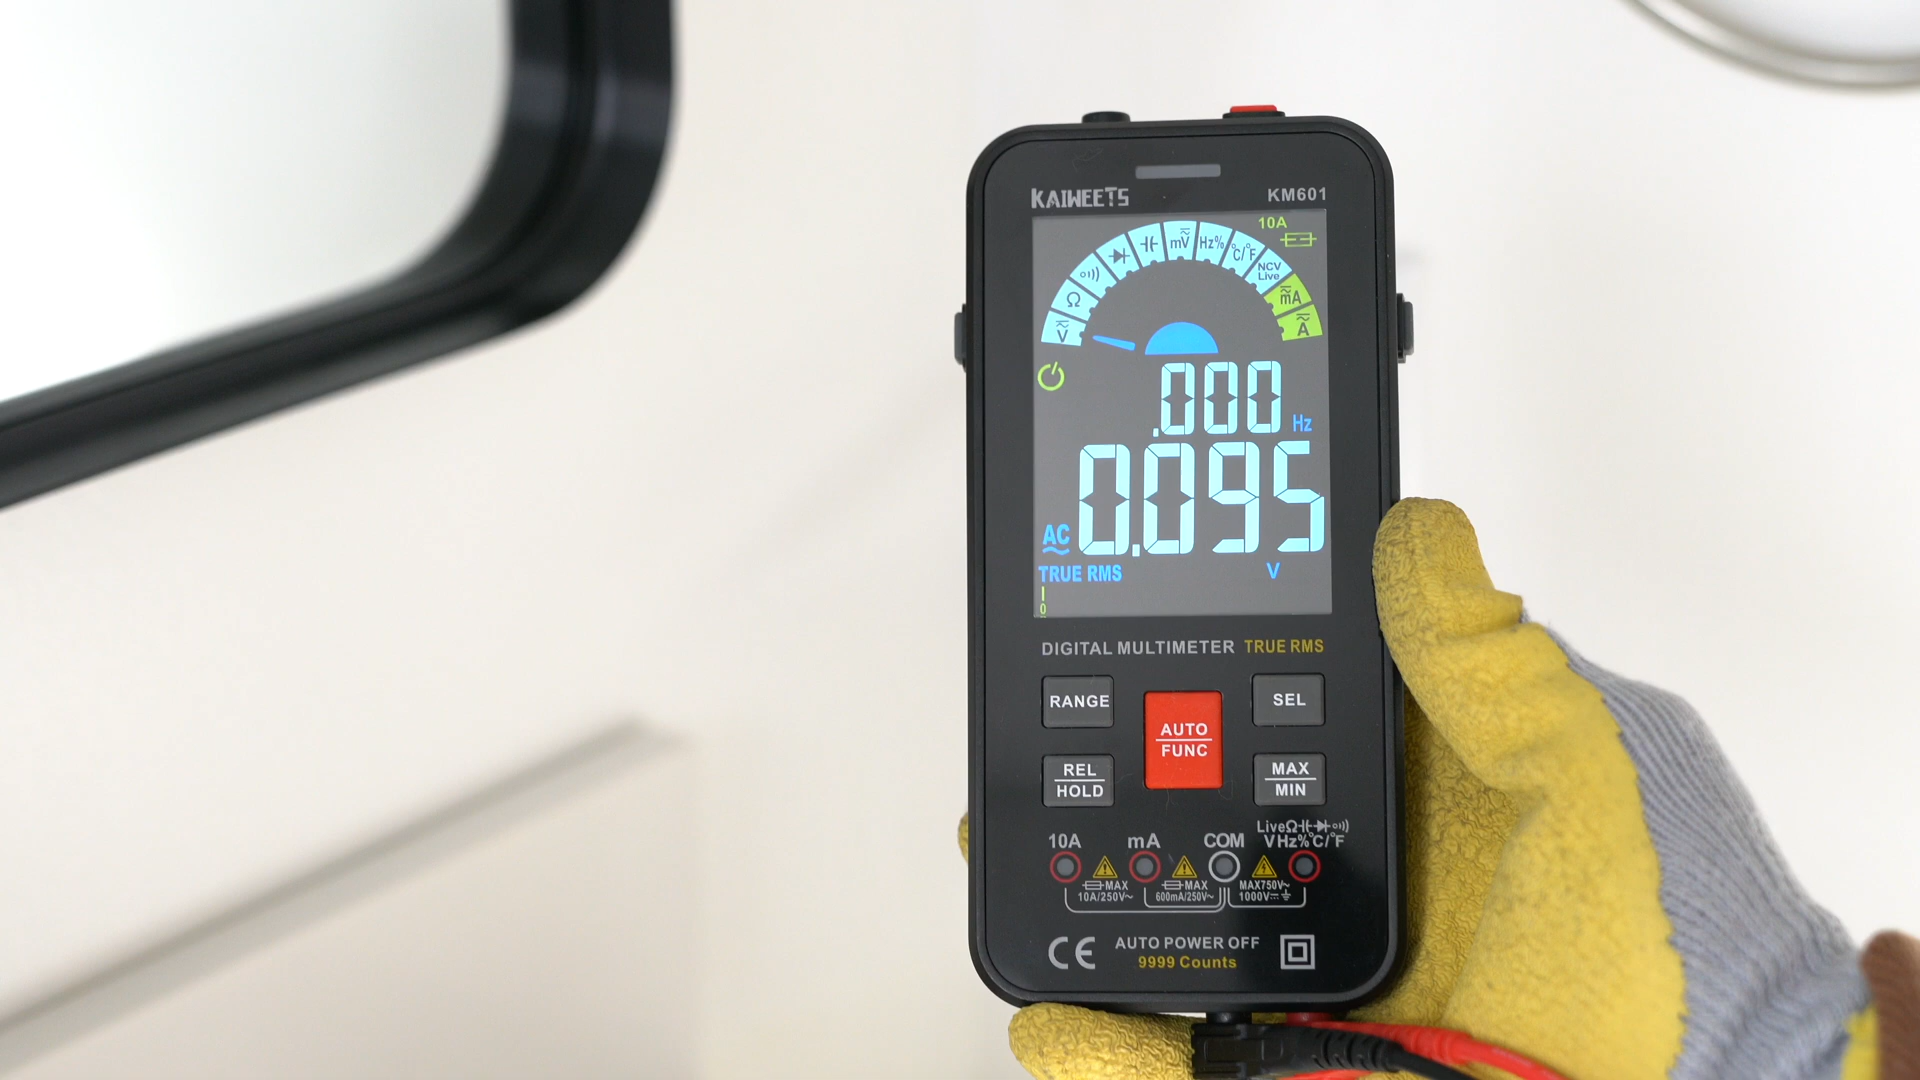 KAIWEETS KM601
10A
V Ω mV Hz% °C/°F NCV Live mA A
.000 Hz
AC 0.095
TRUE RMS V
0
DIGITAL MULTIMETER TRUE RMS
RANGE
SEL
AUTO
FUNC
REL
HOLD
MAX
MIN
LiveΩ
10A mA COM VHz%°C/°F
MAX MAX MAX750V~
10A/250V~ 600mA/250V~ 1000V
CE AUTO POWER OFF
9999 Counts